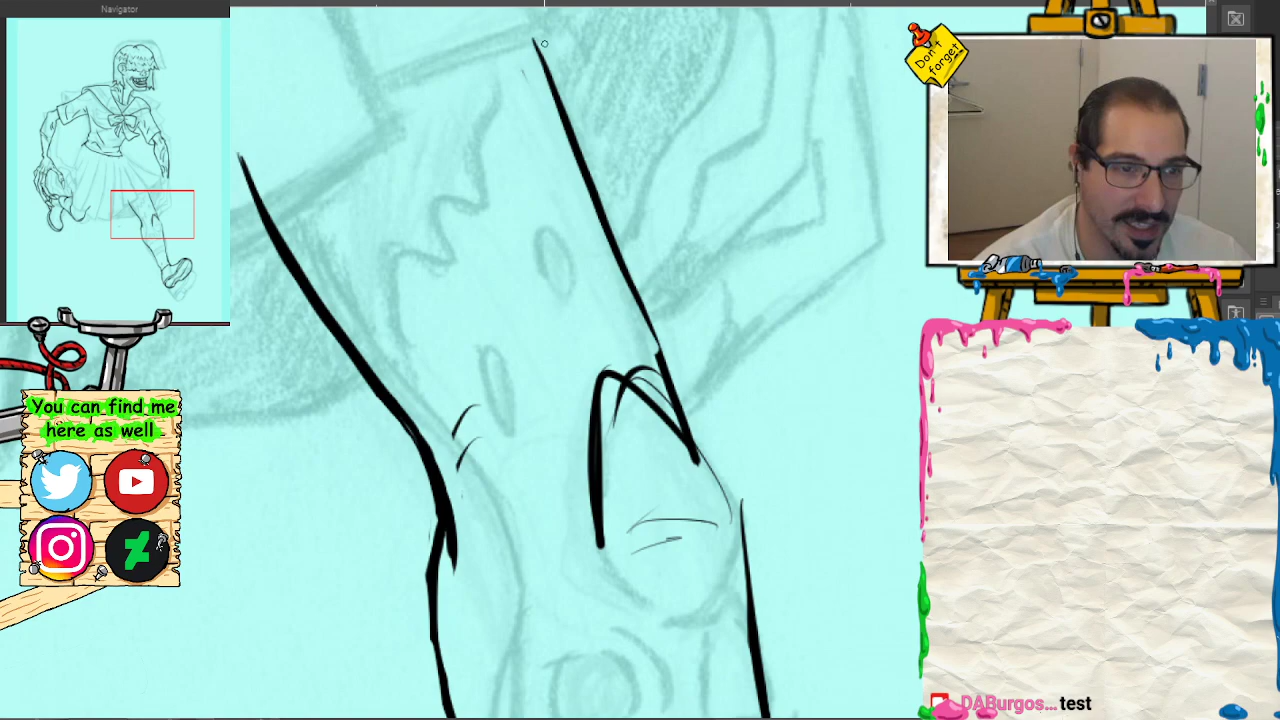 Navigator
Don't
forget
You can find me
here as well
DABurgos... test